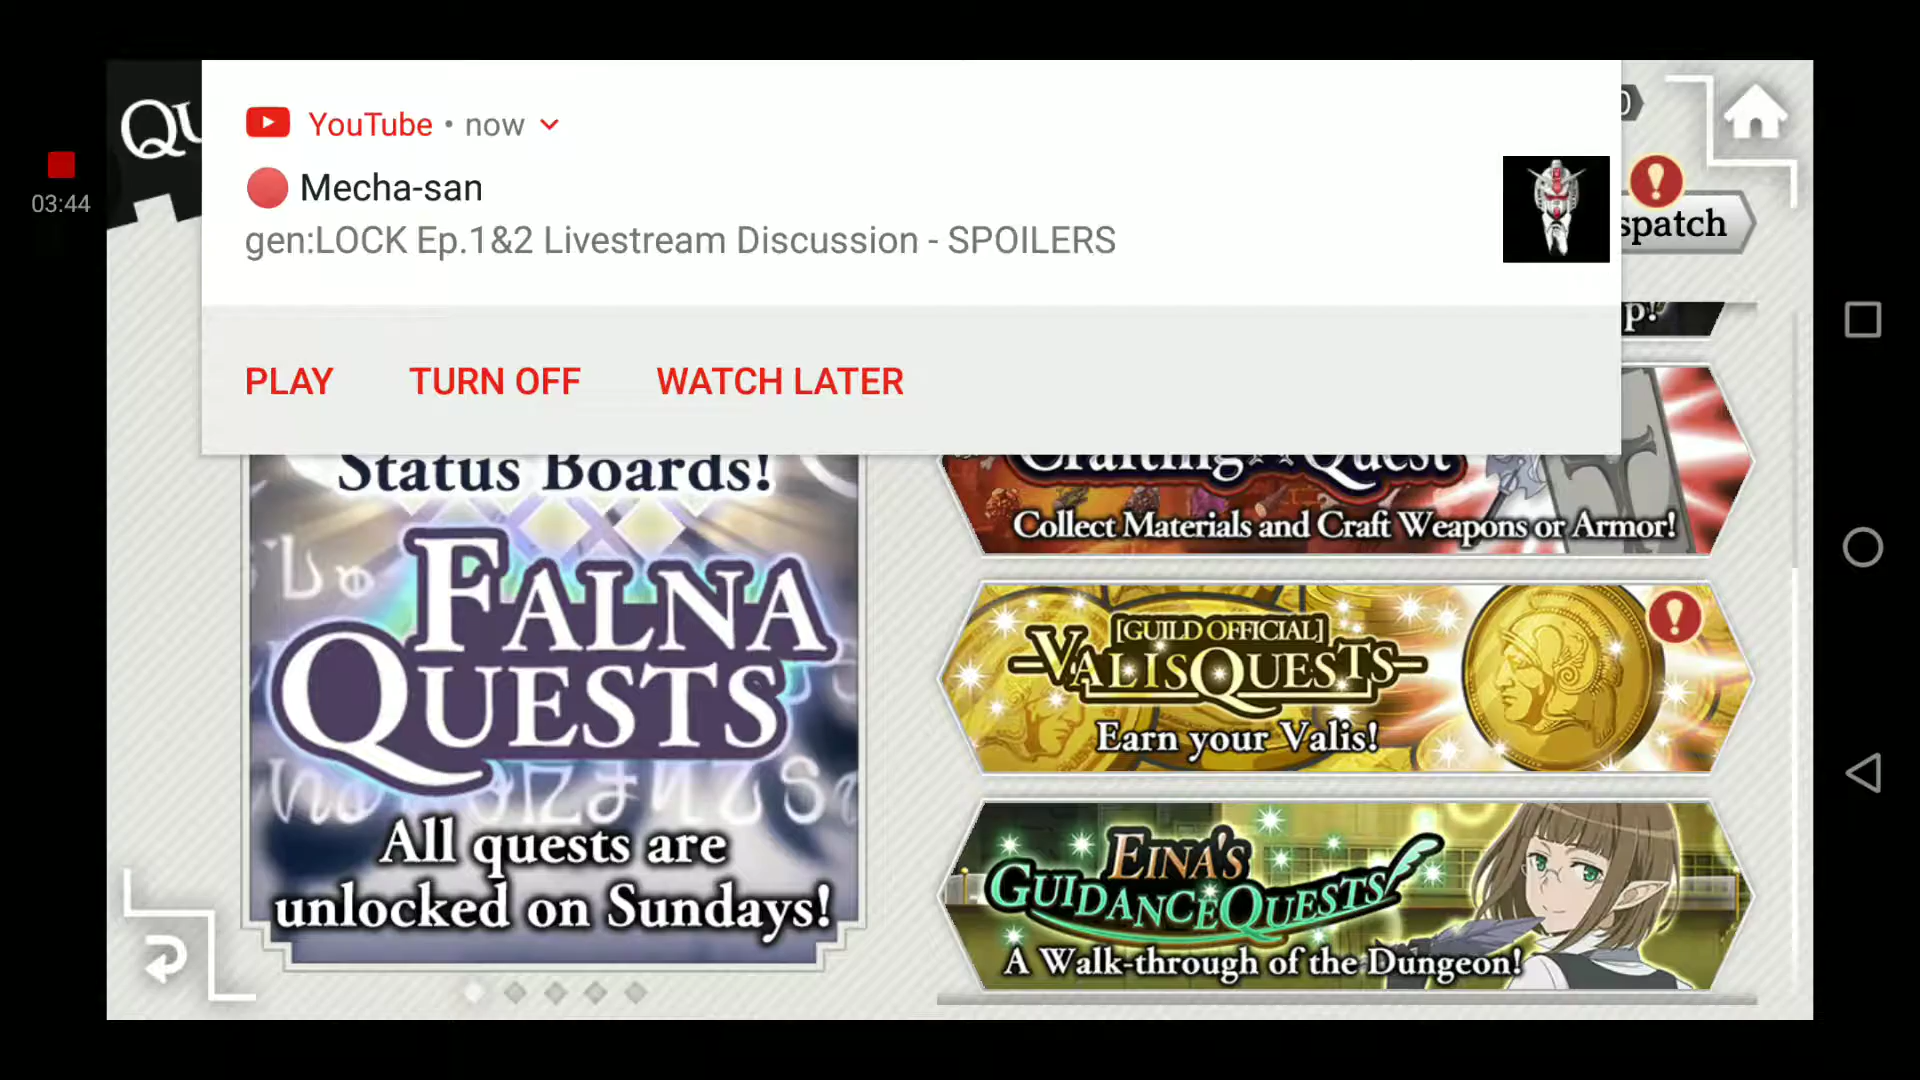 03:44
YouTube • now
Mecha-san
gen:LOCK Ep.1&2 Livestream Discussion - SPOILERS
PLAY TURN OFF WATCH LATER
spatch
p!
Status Boards!
FALNA
QUESTS
All quests are
unlocked on Sundays!
Crafting Quest
Collect Materials and Craft Weapons or Armor!
[GUILD OFFICIAL]
VALIS QUESTS
Earn your Valis!
EINA'S
GUIDANCE QUESTS
A Walk-through of the Dungeon!